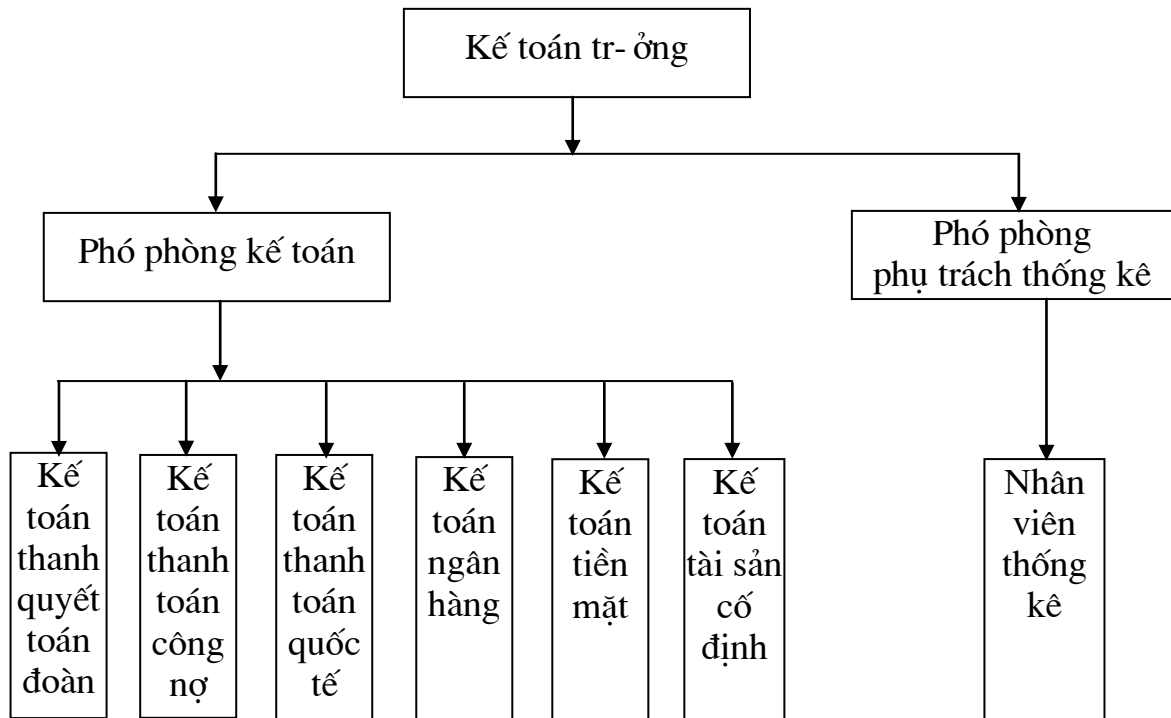 Kế toán tr- ởng
Phó phòng kế toán
Phó phòng
phụ trách thống kê
Kế
toán
thanh
quyết
toán
đoàn
Kế
toán
thanh
toán
công
nợ
Kế
toán
thanh
toán
quốc
tế
Kế
toán
ngân
hàng
Kế
toán
tiền
mặt
Kế
toán
tài sản
cố
định
Nhân
viên
thống
kê